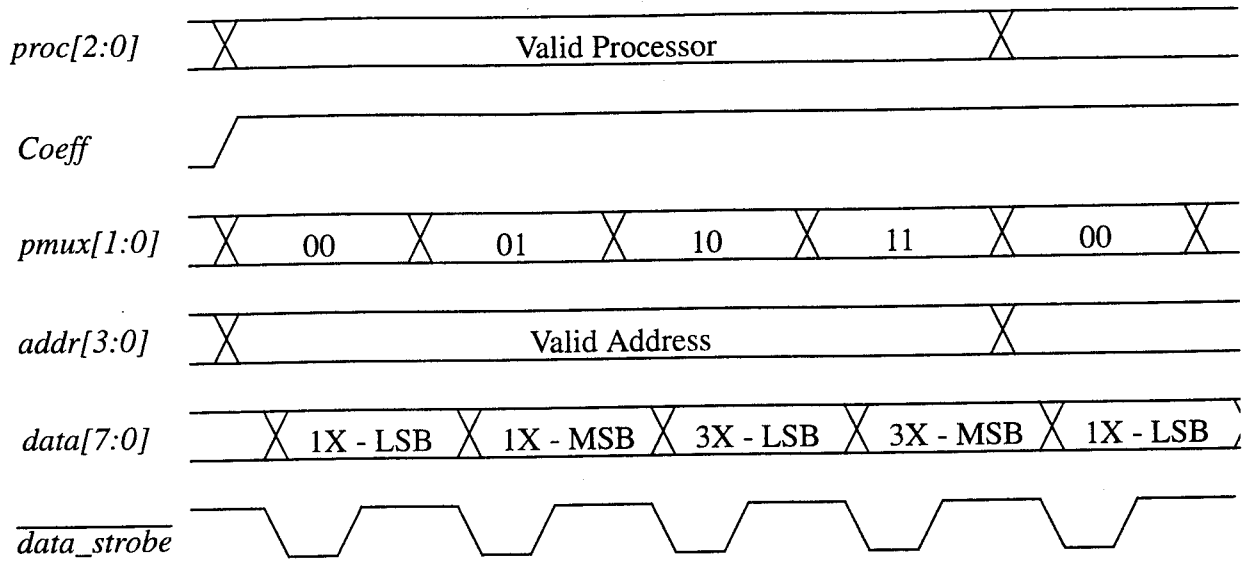 proc[2:0] Valid Processor
Coeff
pmux[1:0] 00 01 10 11 00
addr[3:0] Valid Address
data[7:0] 1X - LSB 1X - MSB 3X - LSB 3X - MSB 1X - LSB
data_strobe